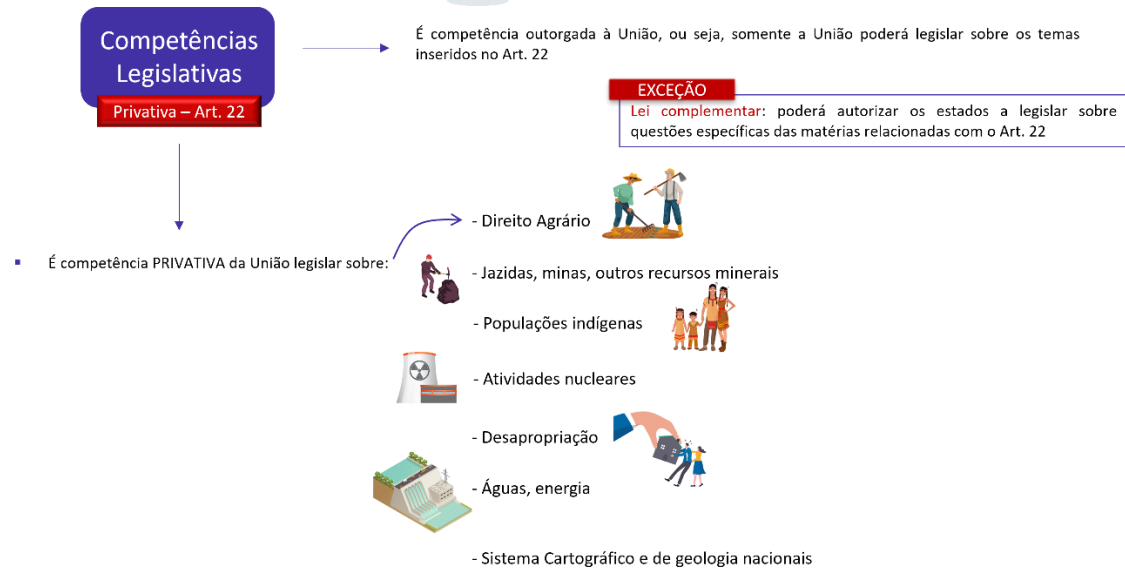 Competências
Legislativas
Privativa – Art. 22
É competência outorgada à União, ou seja, somente a União poderá legislar sobre os temas
inseridos no Art. 22
EXCEÇÃO
Lei complementar: poderá autorizar os estados a legislar sobre
questões específicas das matérias relacionadas com o Art. 22
▪ É competência PRIVATIVA da União legislar sobre:
- Direito Agrário
- Jazidas, minas, outros recursos minerais
- Populações indígenas
- Atividades nucleares
- Desapropriação
- Águas, energia
- Sistema Cartográfico e de geologia nacionais